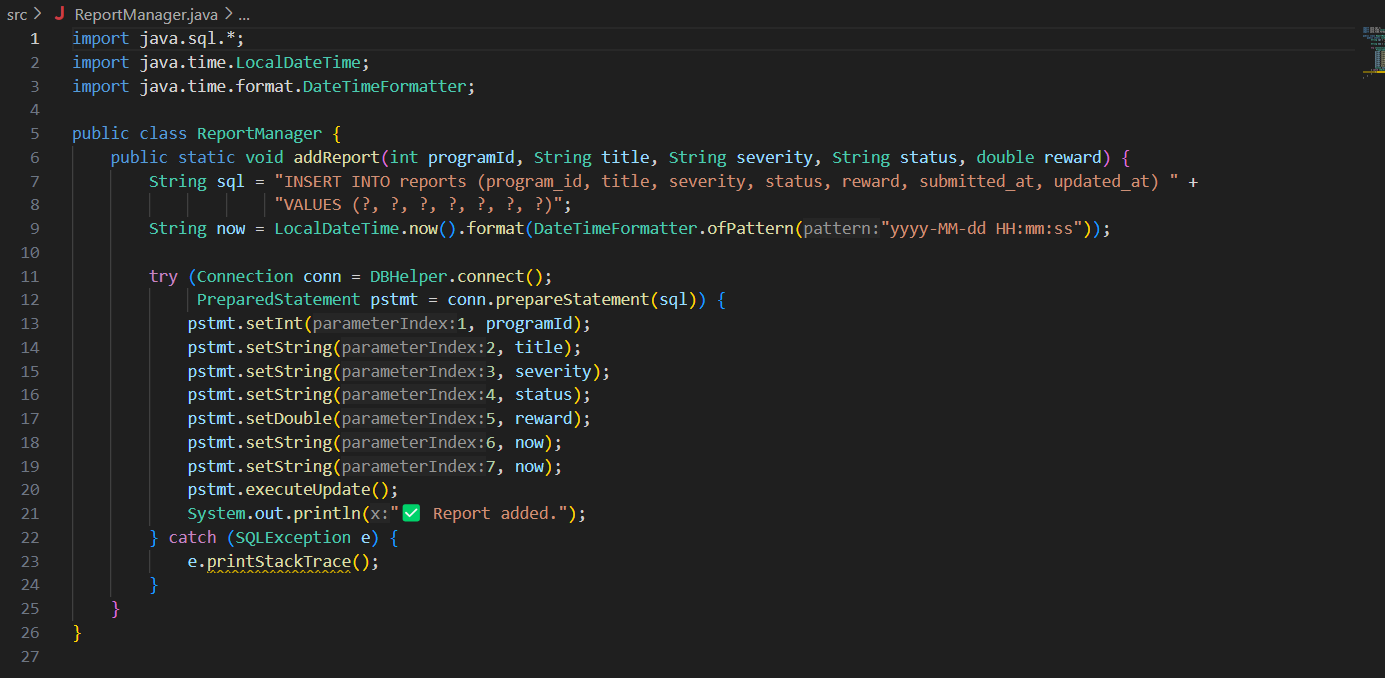 src > J ReportManager.java > ...
1 import java.sql.*;
2 import java.time.LocalDateTime;
3 import java.time.format.DateTimeFormatter;
4
5 public class ReportManager {
6     public static void addReport(int programId, String title, String severity, String status, double reward) {
7         String sql = "INSERT INTO reports (program_id, title, severity, status, reward, submitted_at, updated_at) " +
8                      "VALUES (?, ?, ?, ?, ?, ?, ?)";
9         String now = LocalDateTime.now().format(DateTimeFormatter.ofPattern(pattern:"yyyy-MM-dd HH:mm:ss"));
10
11         try (Connection conn = DBHelper.connect();
12              PreparedStatement pstmt = conn.prepareStatement(sql)) {
13             pstmt.setInt(parameterIndex:1, programId);
14             pstmt.setString(parameterIndex:2, title);
15             pstmt.setString(parameterIndex:3, severity);
16             pstmt.setString(parameterIndex:4, status);
17             pstmt.setDouble(parameterIndex:5, reward);
18             pstmt.setString(parameterIndex:6, now);
19             pstmt.setString(parameterIndex:7, now);
20             pstmt.executeUpdate();
21             System.out.println(x:"✅ Report added.");
22         } catch (SQLException e) {
23             e.printStackTrace();
24         }
25     }
26 }
27